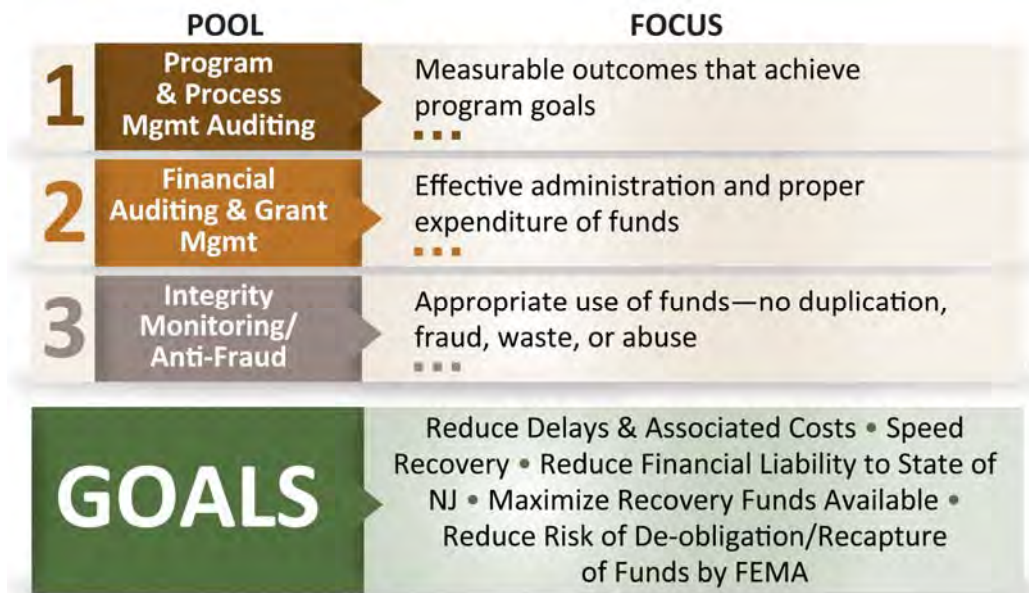 POOL FOCUS
1
Program
& Process
Mgmt Auditing
Measurable outcomes that achieve
program goals
2
Financial
Auditing & Grant
Mgmt
Effective administration and proper
expenditure of funds
3
Integrity
Monitoring/
Anti-Fraud
Appropriate use of funds—no duplication,
fraud, waste, or abuse
GOALS
Reduce Delays & Associated Costs • Speed
Recovery • Reduce Financial Liability to State of
NJ • Maximize Recovery Funds Available •
Reduce Risk of De-obligation/Recapture
of Funds by FEMA